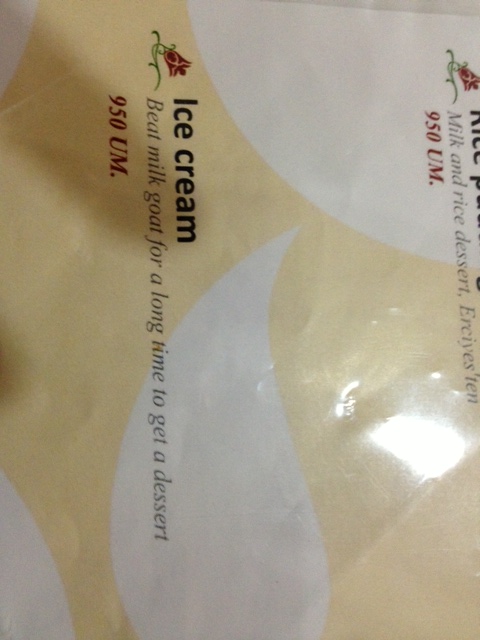 Milk and rice dessert, Erciyes'ten
950 UM.
Ice cream
Beat milk goat for a long time to get a dessert
950 UM.